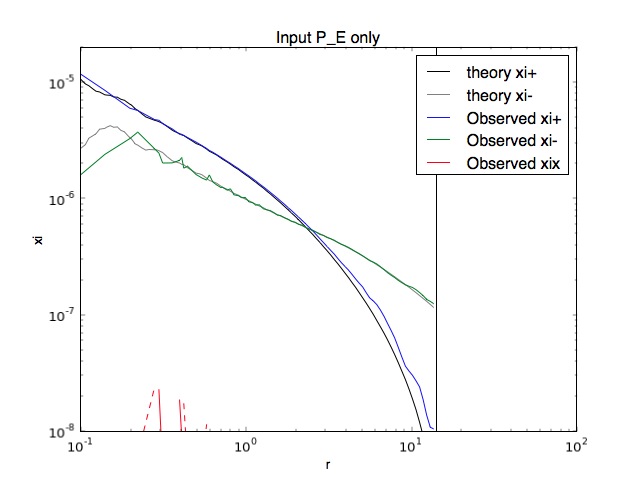 Input P_E only
theory xi+
theory xi-
Observed xi+
Observed xi-
Observed xix
10^-5
10^-6
10^-7
10^-8
xi
10^-1
10^0
10^1
10^2
r